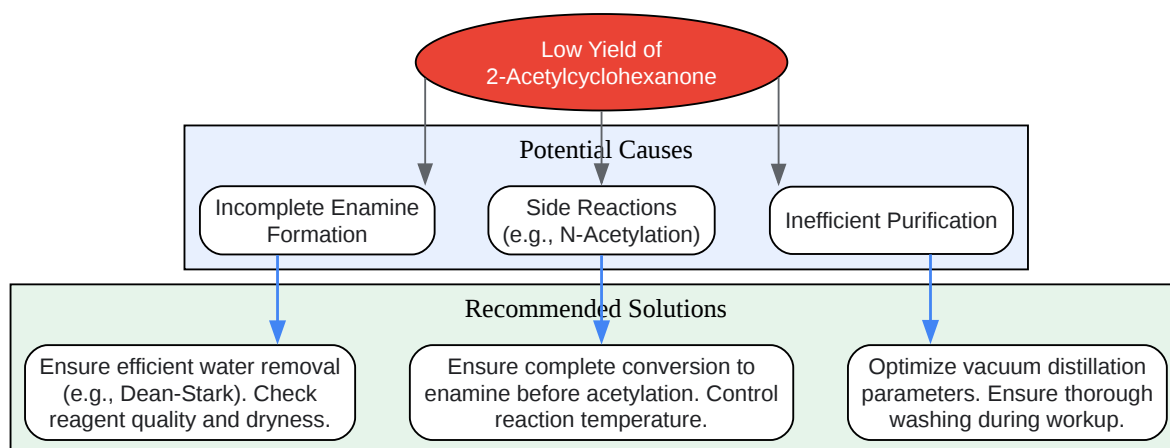 Low Yield of
2-Acetylcyclohexanone
Potential Causes
Incomplete Enamine
Formation
Side Reactions
(e.g., N-Acetylation)
Inefficient Purification
Recommended Solutions
Ensure efficient water removal
(e.g., Dean-Stark). Check
reagent quality and dryness.
Ensure complete conversion to
enamine before acetylation. Control
reaction temperature.
Optimize vacuum distillation
parameters. Ensure thorough
washing during workup.